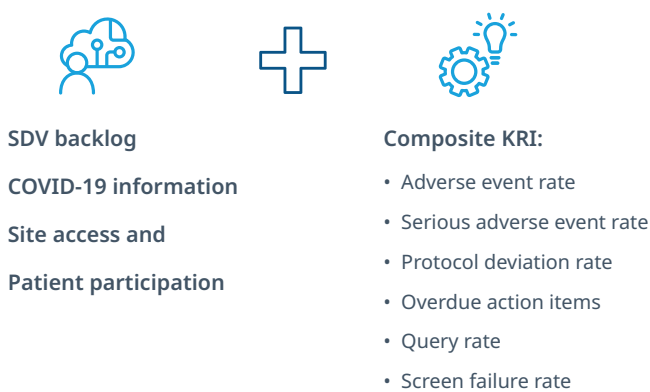 SDV backlog
COVID-19 information
Site access and
Patient participation
Composite KRI:
• Adverse event rate
• Serious adverse event rate
• Protocol deviation rate
• Overdue action items
• Query rate
• Screen failure rate